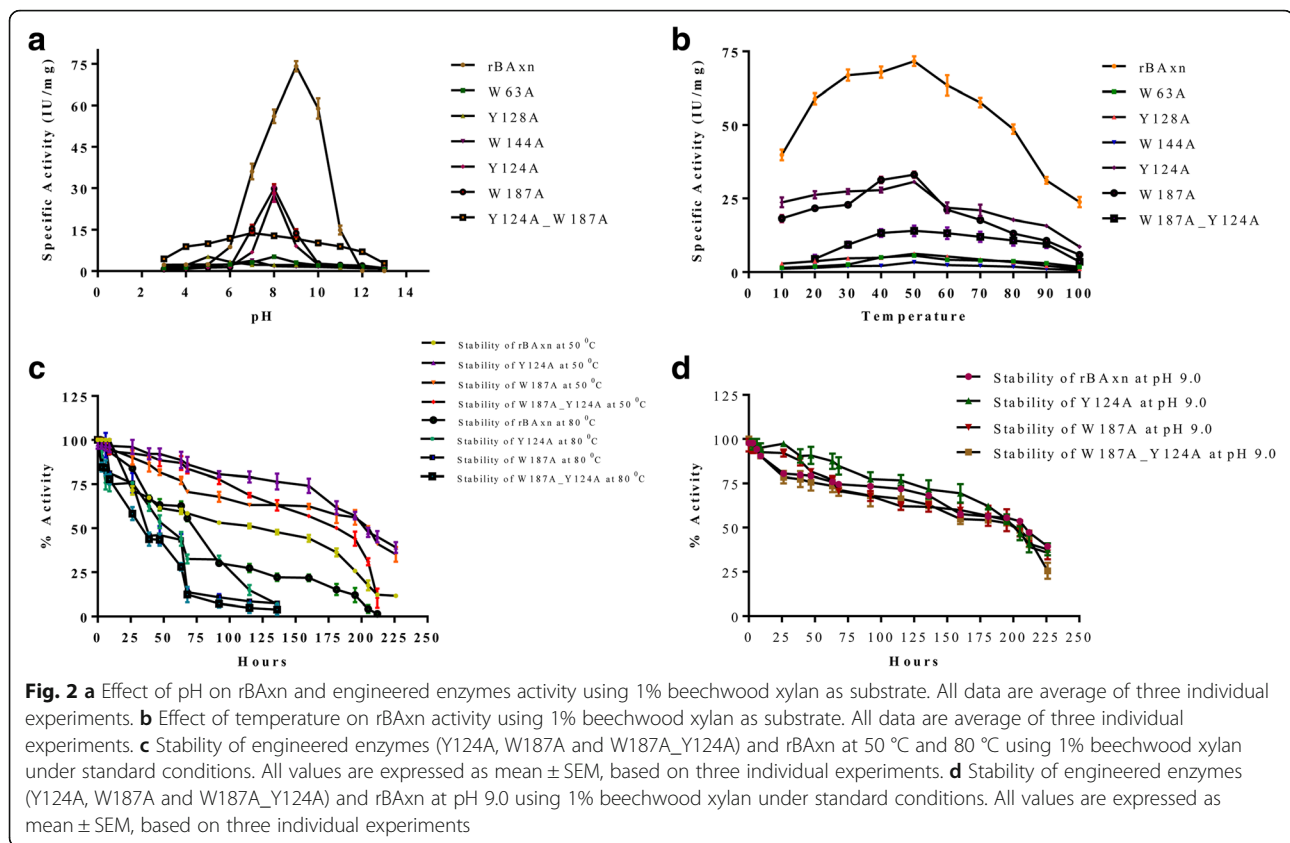 a
Specific Activity (IU/mg)
75
60
45
30
15
0
0 2 4 6 8 10 12 14
pH
rBAxn
W63A
Y128A
W144A
Y124A
W187A
Y124A_W187A
b
Specific Activity (IU/mg)
75
50
25
0
10 20 30 40 50 60 70 80 90 100
Temperature
rBAxn
W63A
Y128A
W144A
Y124A
W187A
W187A_Y124A
c
% Activity
125
100
75
50
25
0
0 25 50 75 100 125 150 175 200 225 250
Hours
Stability of rBAxn at 50 ⁰C
Stability of Y124A at 50 ⁰C
Stability of W187A at 50 ⁰C
Stability of W187A_Y124A at 50 ⁰C
Stability of rBAxn at 80 ⁰C
Stability of Y124A at 80 ⁰C
Stability of W187A at 80 ⁰C
Stability of W187A_Y124A at 80 ⁰C
d
% Activity
125
100
75
50
25
0
0 25 50 75 100 125 150 175 200 225 250
Hours
Stability of rBAxn at pH 9.0
Stability of Y124A at pH 9.0
Stability of W187A at pH 9.0
Stability of W187A_Y124A at pH 9.0
Fig. 2 a Effect of pH on rBAxn and engineered enzymes activity using 1% beechwood xylan as substrate. All data are average of three individual
experiments. b Effect of temperature on rBAxn activity using 1% beechwood xylan as substrate. All data are average of three individual
experiments. c Stability of engineered enzymes (Y124A, W187A and W187A_Y124A) and rBAxn at 50 °C and 80 °C using 1% beechwood xylan
under standard conditions. All values are expressed as mean ± SEM, based on three individual experiments. d Stability of engineered enzymes
(Y124A, W187A and W187A_Y124A) and rBAxn at pH 9.0 using 1% beechwood xylan under standard conditions. All values are expressed as
mean ± SEM, based on three individual experiments